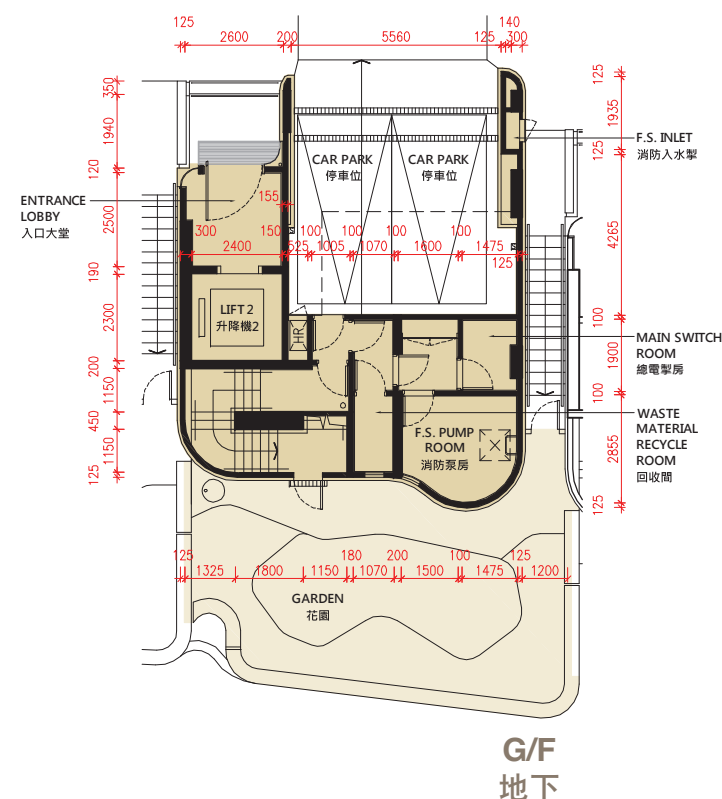 125
140
2600
200
5560
125
300
350
1940
120
2500
190
2300
200
1150
450
1150
125
125
1935
125
4265
100
1900
100
2855
125
CAR PARK
停車位
CAR PARK
停車位
F.S. INLET
消防入水掣
ENTRANCE
LOBBY
入口大堂
155
300
150
100
100
100
100
2400
525
1005
1070
1600
1475
125
LIFT 2
升降機2
HR
MAIN SWITCH
ROOM
總電掣房
WASTE
MATERIAL
RECYCLE
ROOM
回收間
F.S. PUMP
ROOM
消防泵房
125
180
200
100
125
1325
1800
1150
1070
1500
1475
1200
GARDEN
花園
G/F
地下